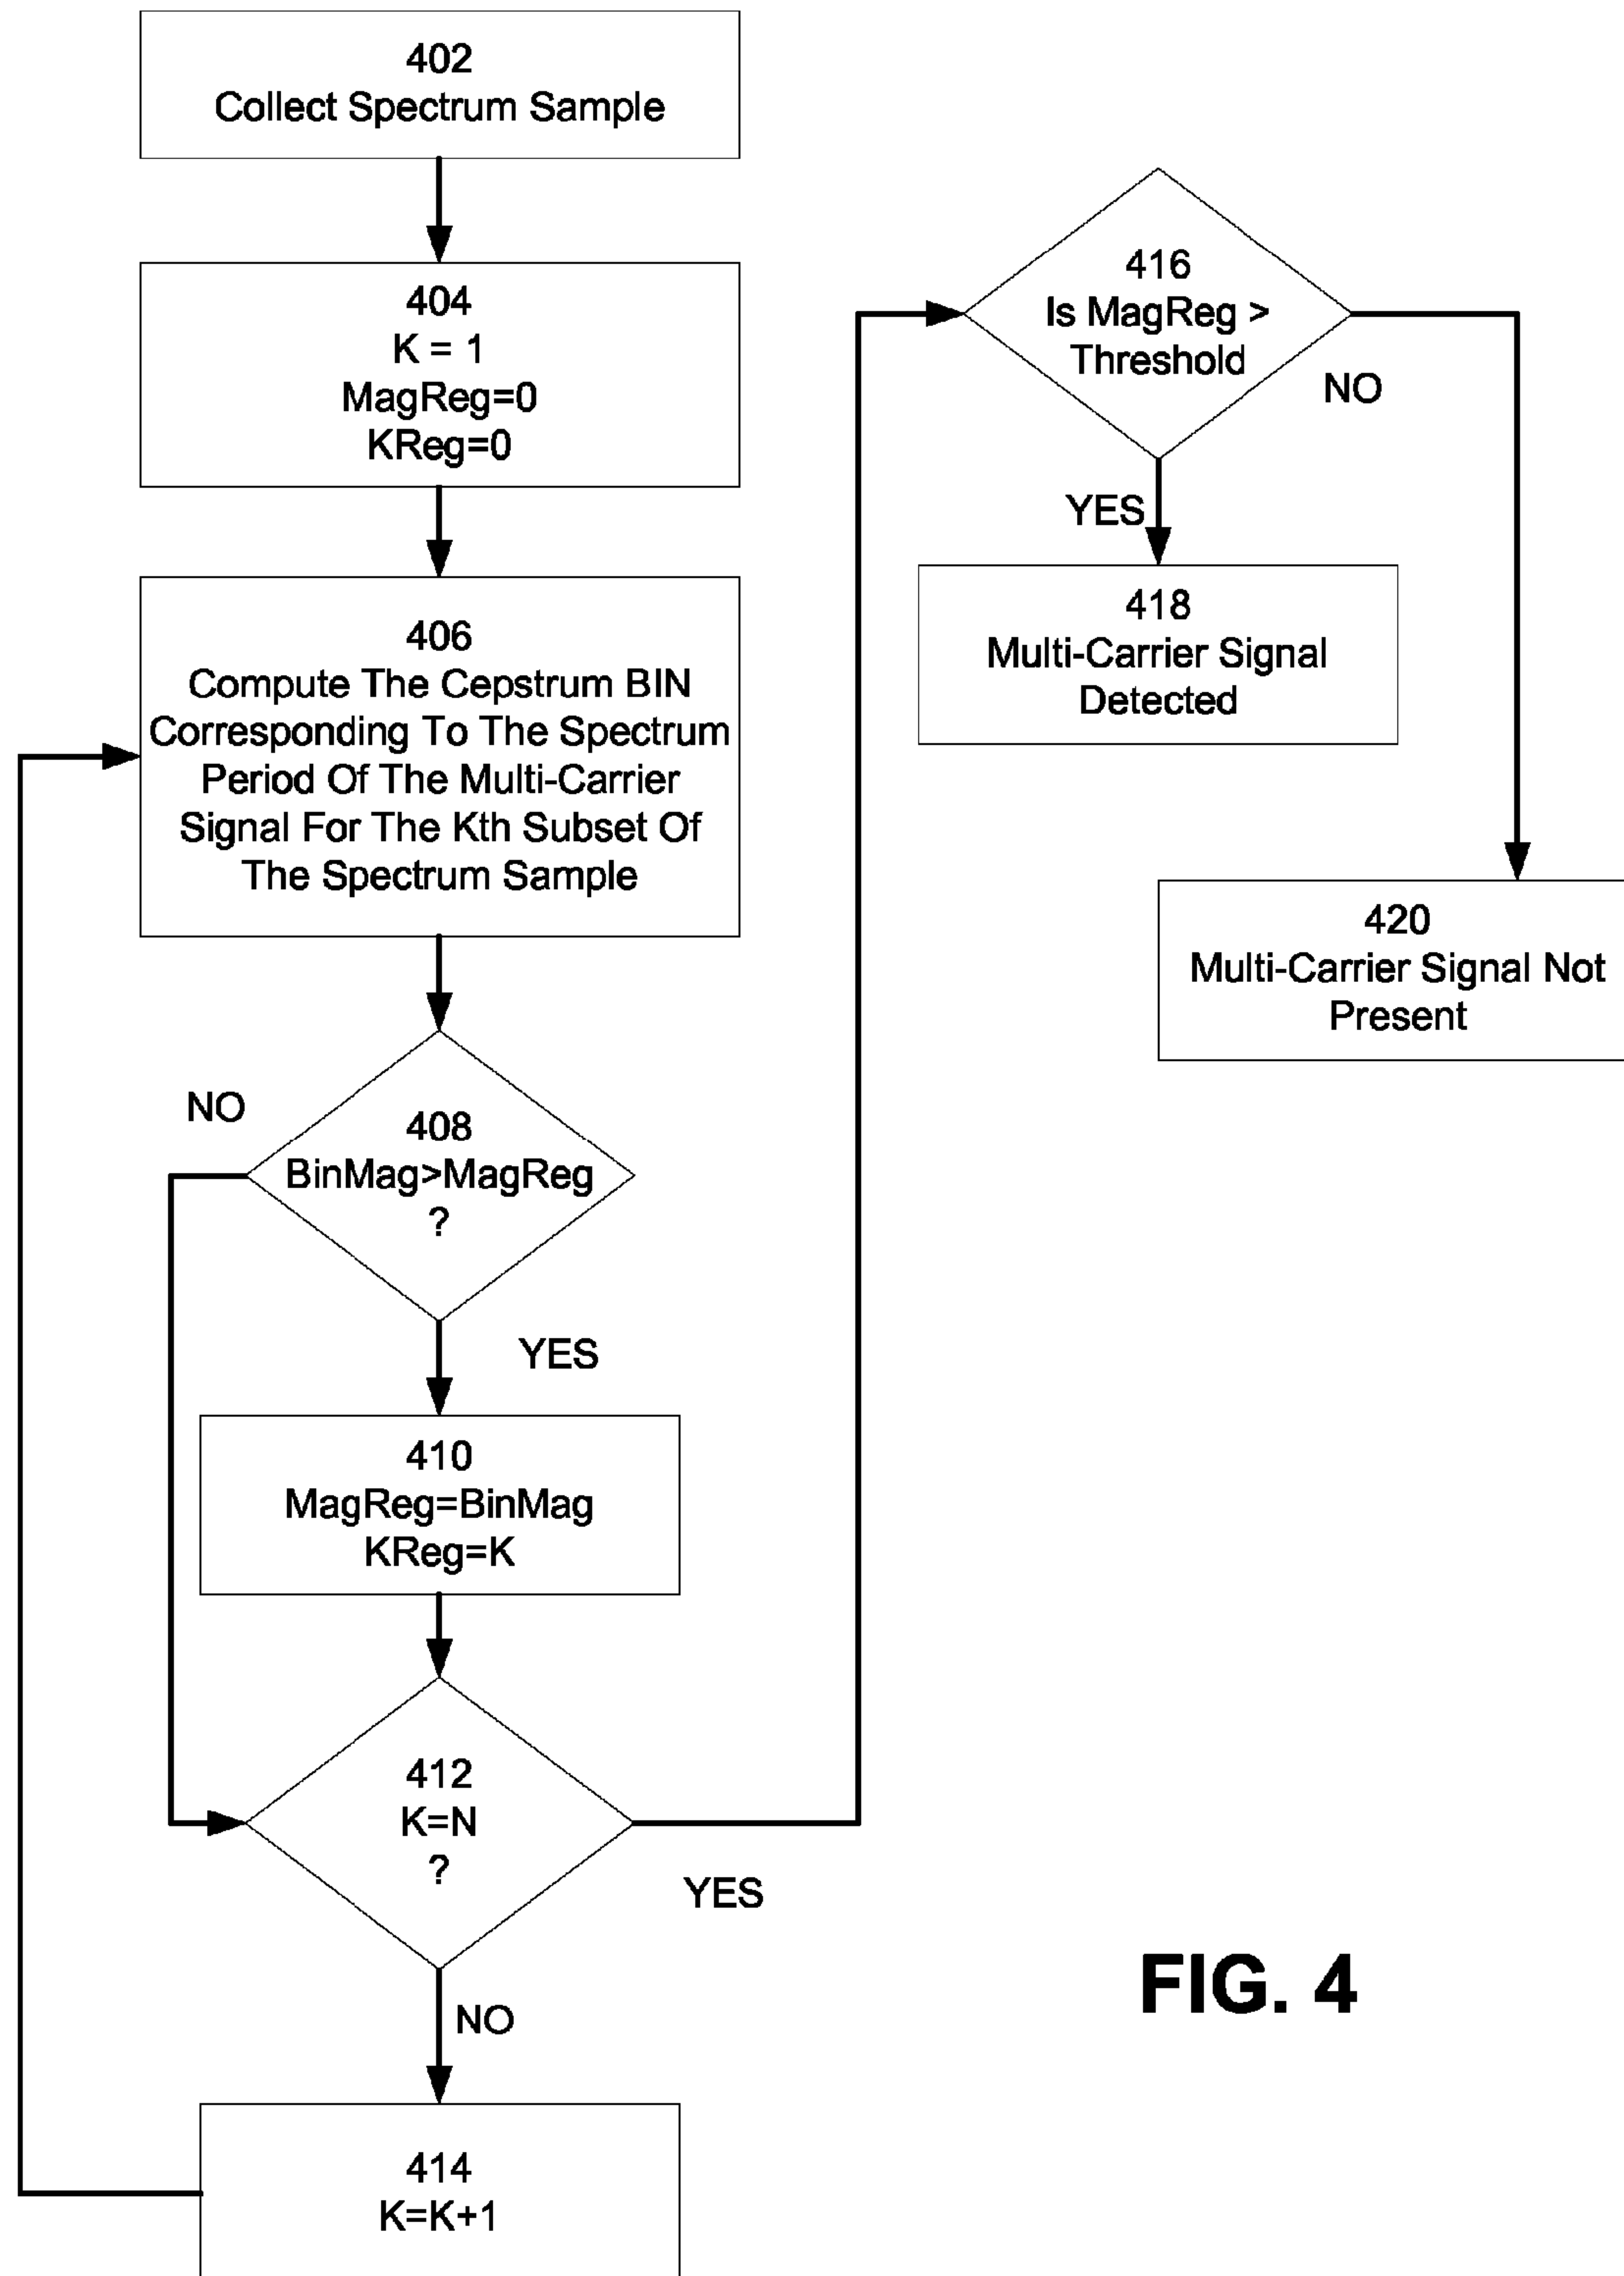 402
Collect Spectrum Sample
404
K = 1
MagReg=0
KReg=0
406
Compute The Cepstrum BIN
Corresponding To The Spectrum
Period Of The Multi-Carrier
Signal For The Kth Subset Of
The Spectrum Sample
NO
408
BinMag>MagReg
?
YES
410
MagReg=BinMag
KReg=K
412
K=N
?
YES
NO
414
K=K+1
416
Is MagReg >
Threshold
NO
YES
418
Multi-Carrier Signal
Detected
420
Multi-Carrier Signal Not
Present
FIG. 4